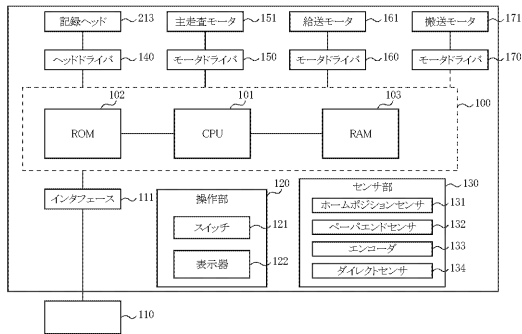 記録ヘッド 213 主走査モータ 151 給送モータ 161 搬送モータ 171
ヘッドドライバ 140 モータドライバ 150 モータドライバ 160 モータドライバ 170
102 101 103 100
ROM CPU RAM
インタフェース 111
操作部 120
スイッチ 121
表示器 122
センサ部 130
ホームポジションセンサ 131
ペーパエンドセンサ 132
エンコーダ 133
ダイレクトセンサ 134
110